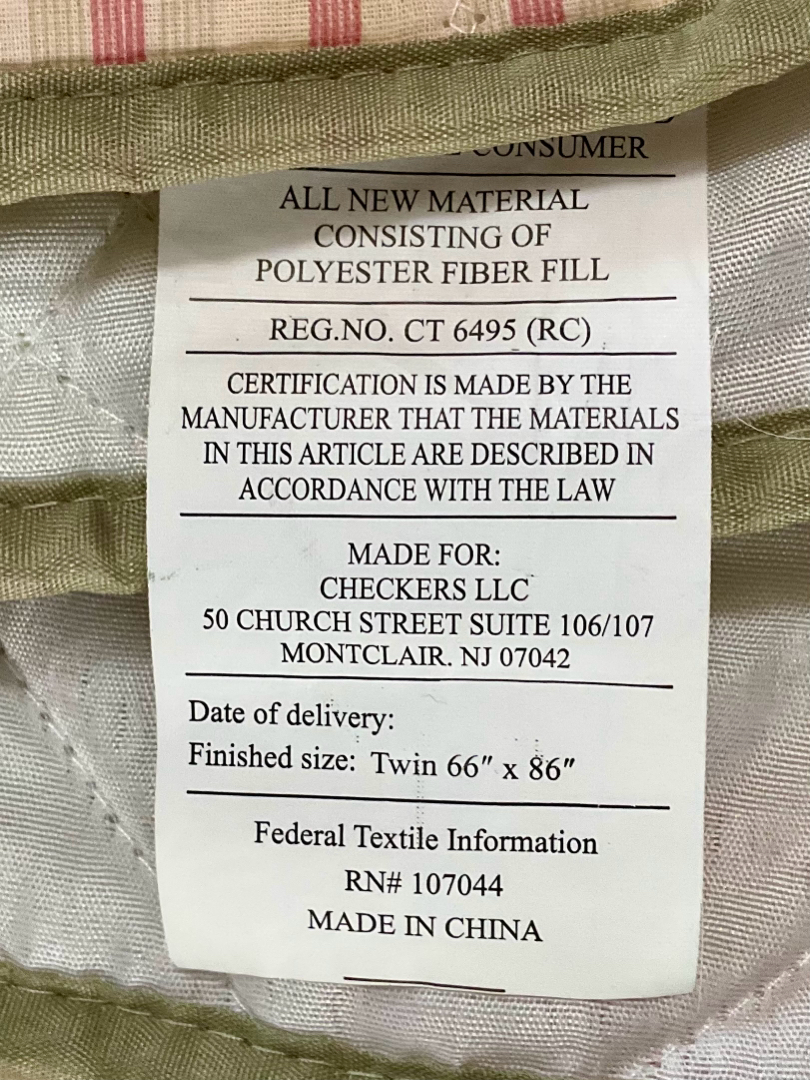 CONSUMER
ALL NEW MATERIAL
CONSISTING OF
POLYESTER FIBER FILL
REG.NO. CT 6495 (RC)
CERTIFICATION IS MADE BY THE
MANUFACTURER THAT THE MATERIALS
IN THIS ARTICLE ARE DESCRIBED IN
ACCORDANCE WITH THE LAW
MADE FOR:
CHECKERS LLC
50 CHURCH STREET SUITE 106/107
MONTCLAIR. NJ 07042
Date of delivery:
Finished size: Twin 66" x 86"
Federal Textile Information
RN# 107044
MADE IN CHINA